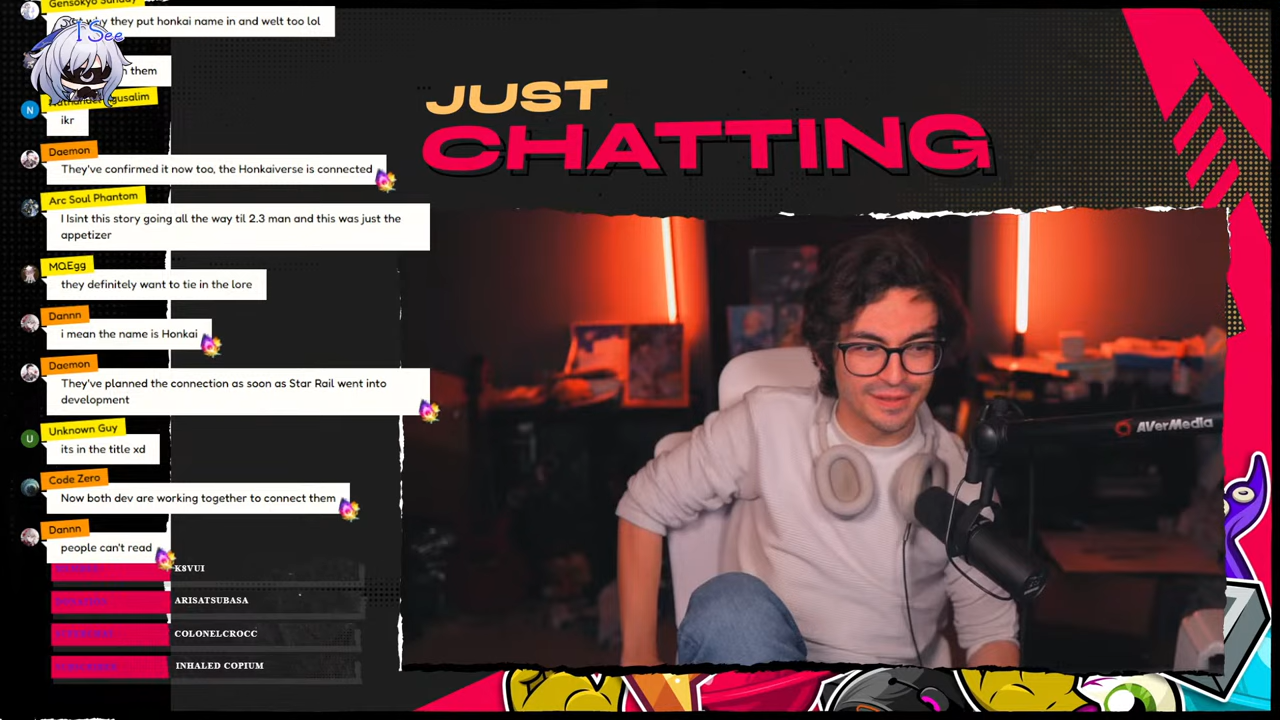 Gensokyo Sunday
why they put honkai name in and welt too lol
I See
them
ikr
Daemon
They've confirmed it now too, the Honkaiverse is connected
Arc Soul Phantom
I lsint this story going all the way til 2.3 man and this was just the
appetizer
MQEgg
they definitely want to tie in the lore
Dannn
i mean the name is Honkai
Daemon
They've planned the connection as soon as Star Rail went into
development
Unknown Guy
U
its in the title xd
Code Zero
Now both dev are working together to connect them
Dannn
people can't read
K8VUI
ARISATSUBASA
COLONELCROCC
INHALED COPIUM
JUST
CHATTING
AVerMedia
N